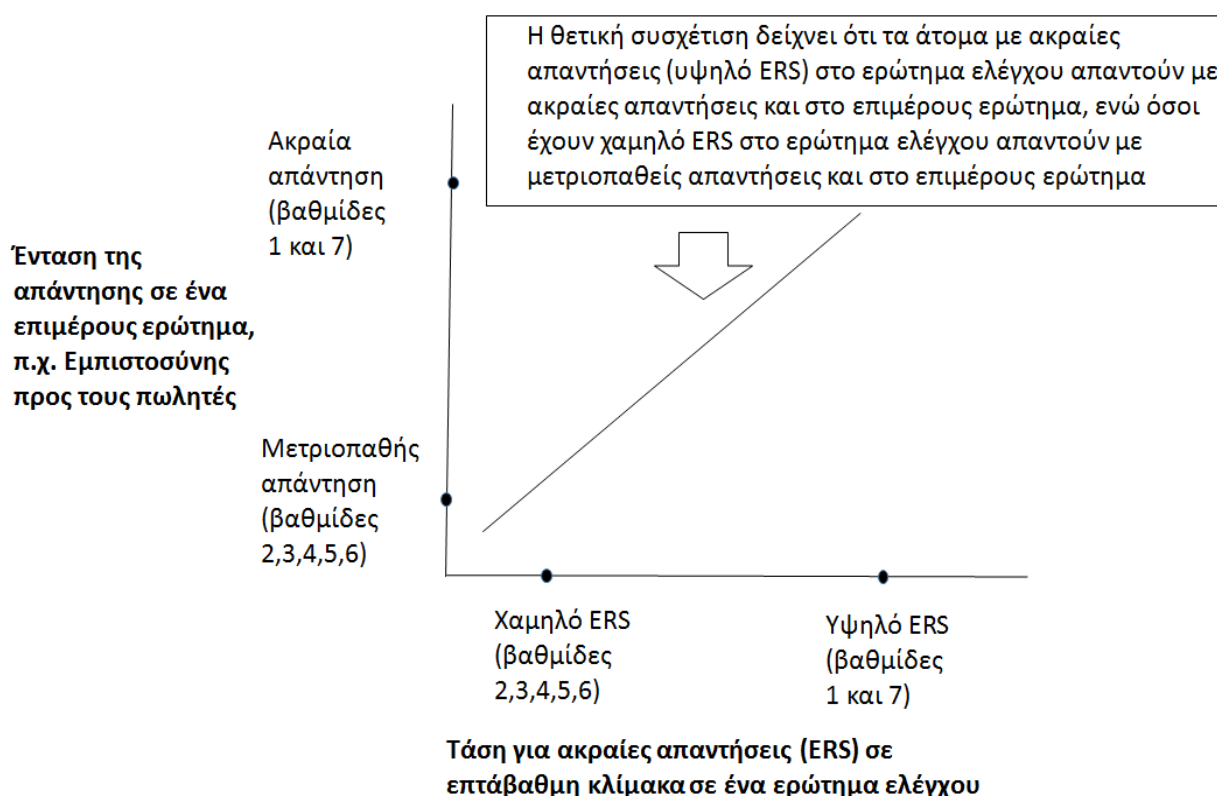 Η θετική συσχέτιση δείχνει ότι τα άτομα με ακραίες
απαντήσεις (υψηλό ERS) στο ερώτημα ελέγχου απαντούν με
ακραίες απαντήσεις και στο επιμέρους ερώτημα, ενώ όσοι
έχουν χαμηλό ERS στο ερώτημα ελέγχου απαντούν με
μετριοπαθείς απαντήσεις και στο επιμέρους ερώτημα
Ακραία
απάντηση
(βαθμίδες
1 και 7)
Ένταση της
απάντησης σε ένα
επιμέρους ερώτημα,
π.χ. Εμπιστοσύνης
προς τους πωλητές
Μετριοπαθής
απάντηση
(βαθμίδες
2,3,4,5,6)
Χαμηλό ERS
(βαθμίδες
2,3,4,5,6)
Υψηλό ERS
(βαθμίδες
1 και 7)
Τάση για ακραίες απαντήσεις (ERS) σε
επτάβαθμη κλίμακα σε ένα ερώτημα ελέγχου